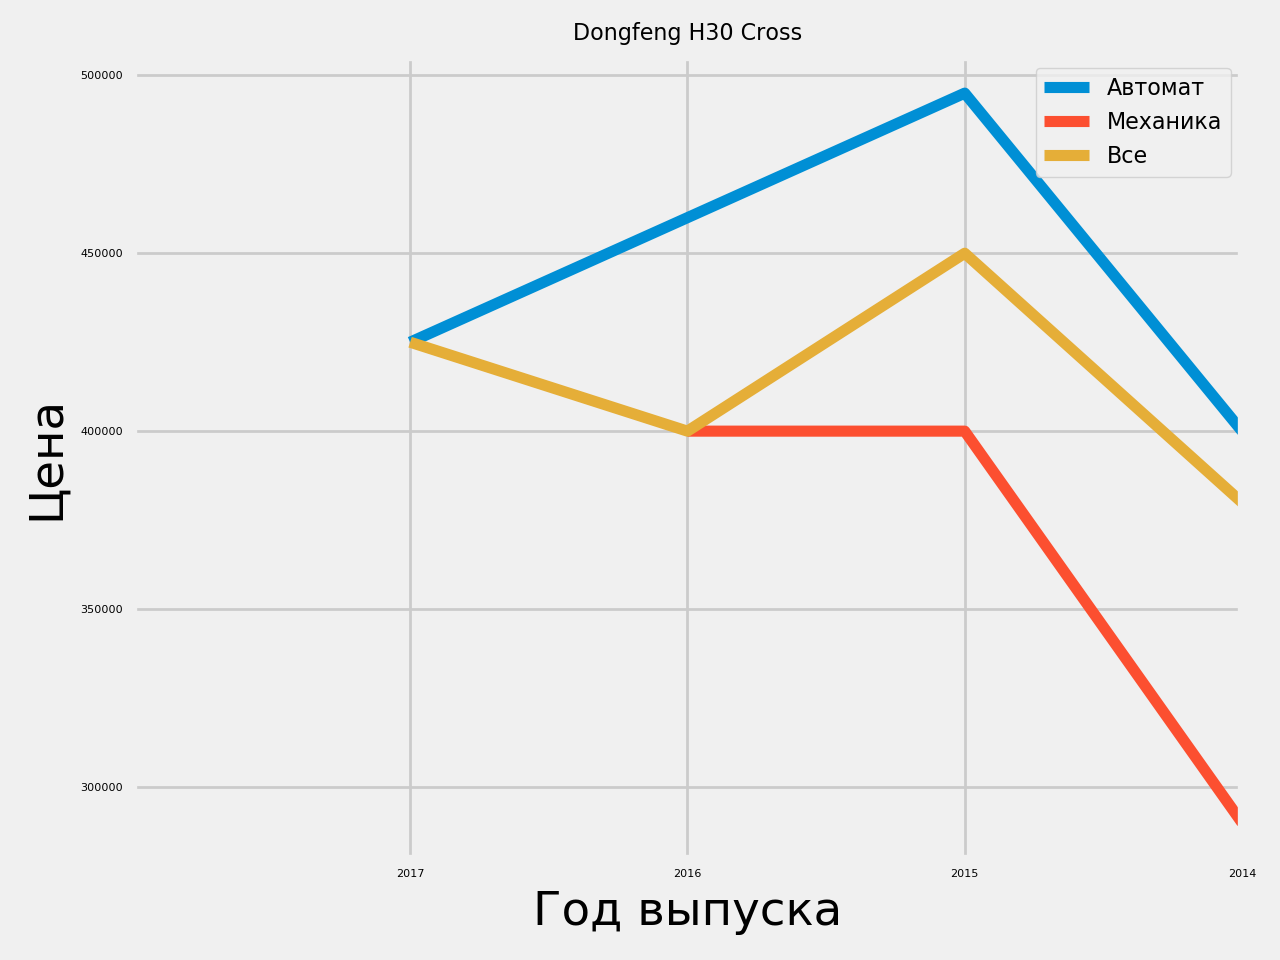 Dongfeng H30 Cross
500000
450000
400000
350000
300000
Цена
Автомат
Механика
Все
2017 2016 2015 2014
Год выпуска